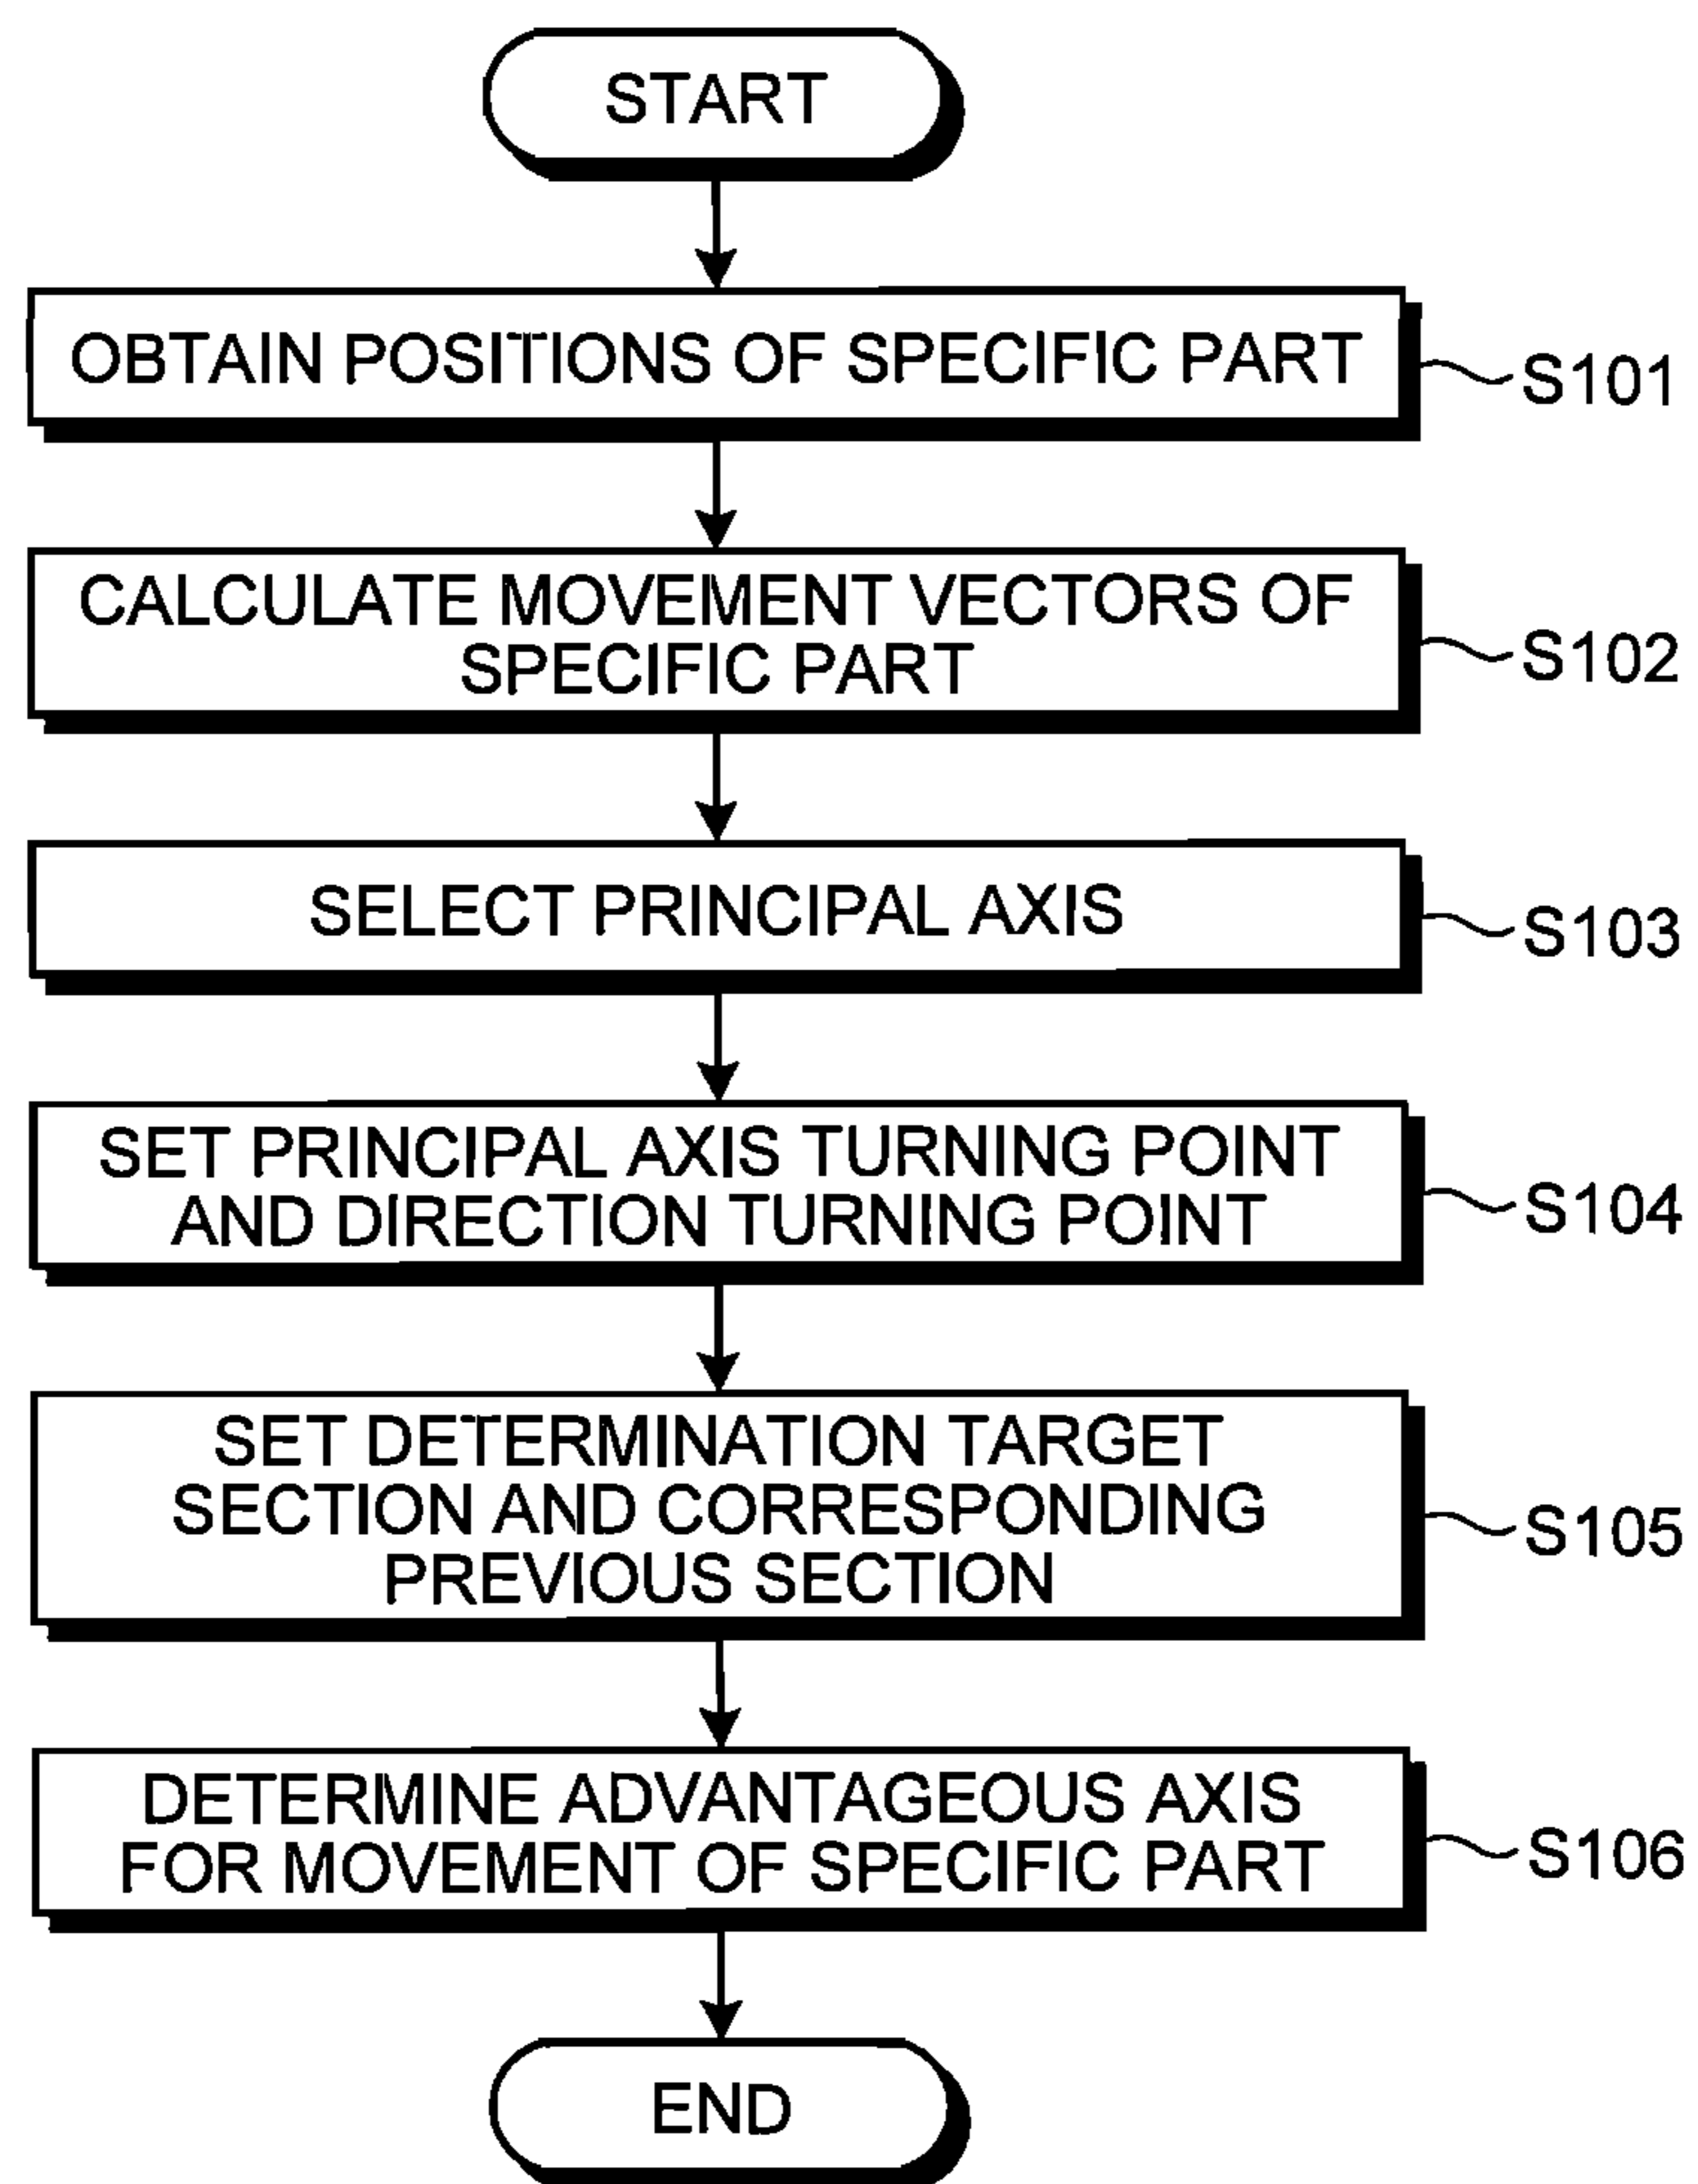 START
OBTAIN POSITIONS OF SPECIFIC PART
S101
CALCULATE MOVEMENT VECTORS OF
SPECIFIC PART
S102
SELECT PRINCIPAL AXIS
S103
SET PRINCIPAL AXIS TURNING POINT
AND DIRECTION TURNING POINT
S104
SET DETERMINATION TARGET
SECTION AND CORRESPONDING
PREVIOUS SECTION
S105
DETERMINE ADVANTAGEOUS AXIS
FOR MOVEMENT OF SPECIFIC PART
S106
END